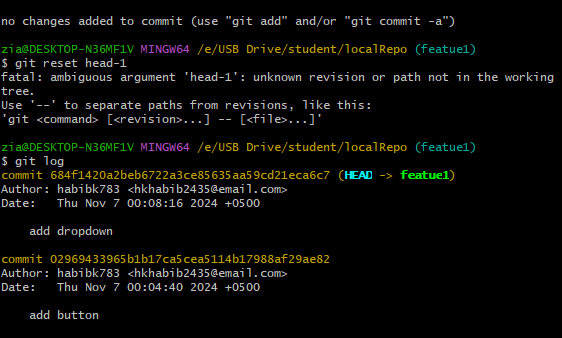 no changes added to commit (use "git add" and/or "git commit -a")
zia@DESKTOP-N36MF1V MINGW64 /e/USB Drive/student/localRepo (featue1)
$ git reset head-1
fatal: ambiguous argument 'head-1': unknown revision or path not in the working
tree.
Use '--' to separate paths from revisions, like this:
'git <command> [<revision>...] -- [<file>...]'
zia@DESKTOP-N36MF1V MINGW64 /e/USB Drive/student/localRepo (featue1)
$ git log
commit 684f1420a2beb6722a3ce85635aa59cd21eca6c7 (HEAD -> featue1)
Author: habibk783 <hkhabib2435@email.com>
Date:   Thu Nov 7 00:08:16 2024 +0500
    add dropdown
commit 02969433965b1b17ca5cea5114b17988af29ae82
Author: habibk783 <hkhabib2435@email.com>
Date:   Thu Nov 7 00:04:40 2024 +0500
    add button